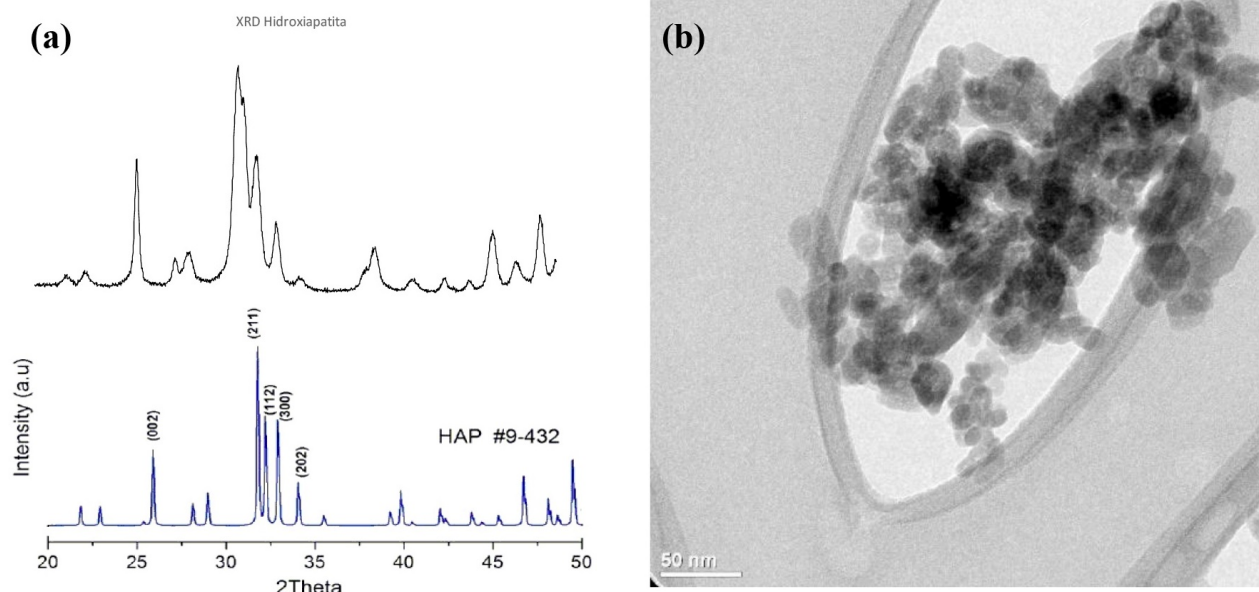 XRD Hidroxiapatita
(a)
(b)
(211)
(112)
(300)
(002)
(202)
HAP #9-432
Intensity (a.u)
20
25
30
35
40
45
50
2Theta
50 nm